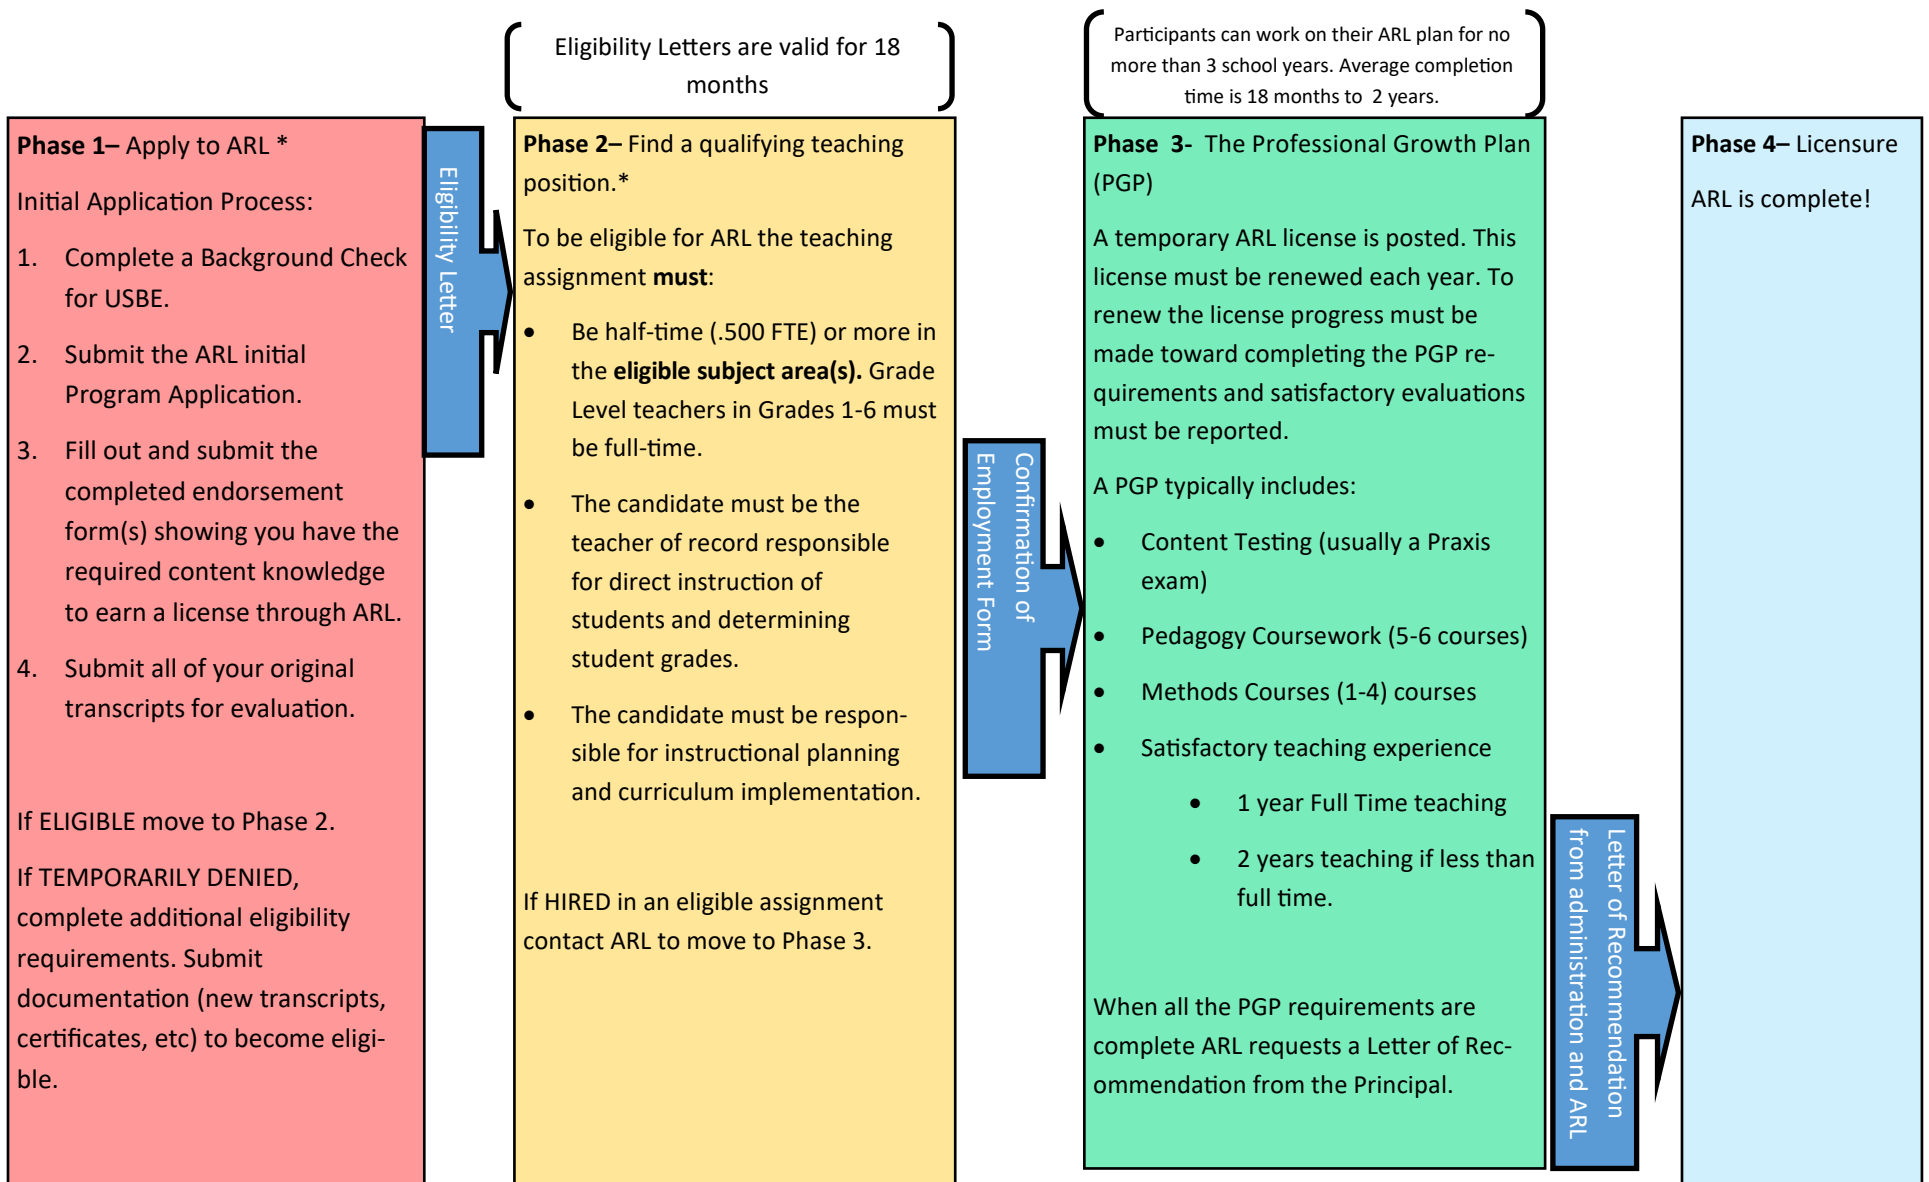 Eligibility Letters are valid for 18
months
Participants can work on their ARL plan for no
more than 3 school years. Average completion
time is 18 months to 2 years.
Phase 1– Apply to ARL *
Initial Application Process:
1. Complete a Background Check
for USBE.
2. Submit the ARL initial
Program Application.
3. Fill out and submit the
completed endorsement
form(s) showing you have the
required content knowledge
to earn a license through ARL.
4. Submit all of your original
transcripts for evaluation.
If ELIGIBLE move to Phase 2.
If TEMPORARILY DENIED,
complete additional eligibility
requirements. Submit
documentation (new transcripts,
certificates, etc) to become eligi-
ble.
Eligibility Letter
Phase 2– Find a qualifying teaching
position.*
To be eligible for ARL the teaching
assignment must:
• Be half-time (.500 FTE) or more in
the eligible subject area(s). Grade
Level teachers in Grades 1-6 must
be full-time.
• The candidate must be the
teacher of record responsible
for direct instruction of
students and determining
student grades.
• The candidate must be respon-
sible for instructional planning
and curriculum implementation.
If HIRED in an eligible assignment
contact ARL to move to Phase 3.
Confirmation of
Employment Form
Phase 3- The Professional Growth Plan
(PGP)
A temporary ARL license is posted. This
license must be renewed each year. To
renew the license progress must be
made toward completing the PGP re-
quirements and satisfactory evaluations
must be reported.
A PGP typically includes:
• Content Testing (usually a Praxis
exam)
• Pedagogy Coursework (5-6 courses)
• Methods Courses (1-4) courses
• Satisfactory teaching experience
• 1 year Full Time teaching
• 2 years teaching if less than
full time.
When all the PGP requirements are
complete ARL requests a Letter of Rec-
ommendation from the Principal.
Letter of Recommendation
from administration and ARL
Phase 4– Licensure
ARL is complete!